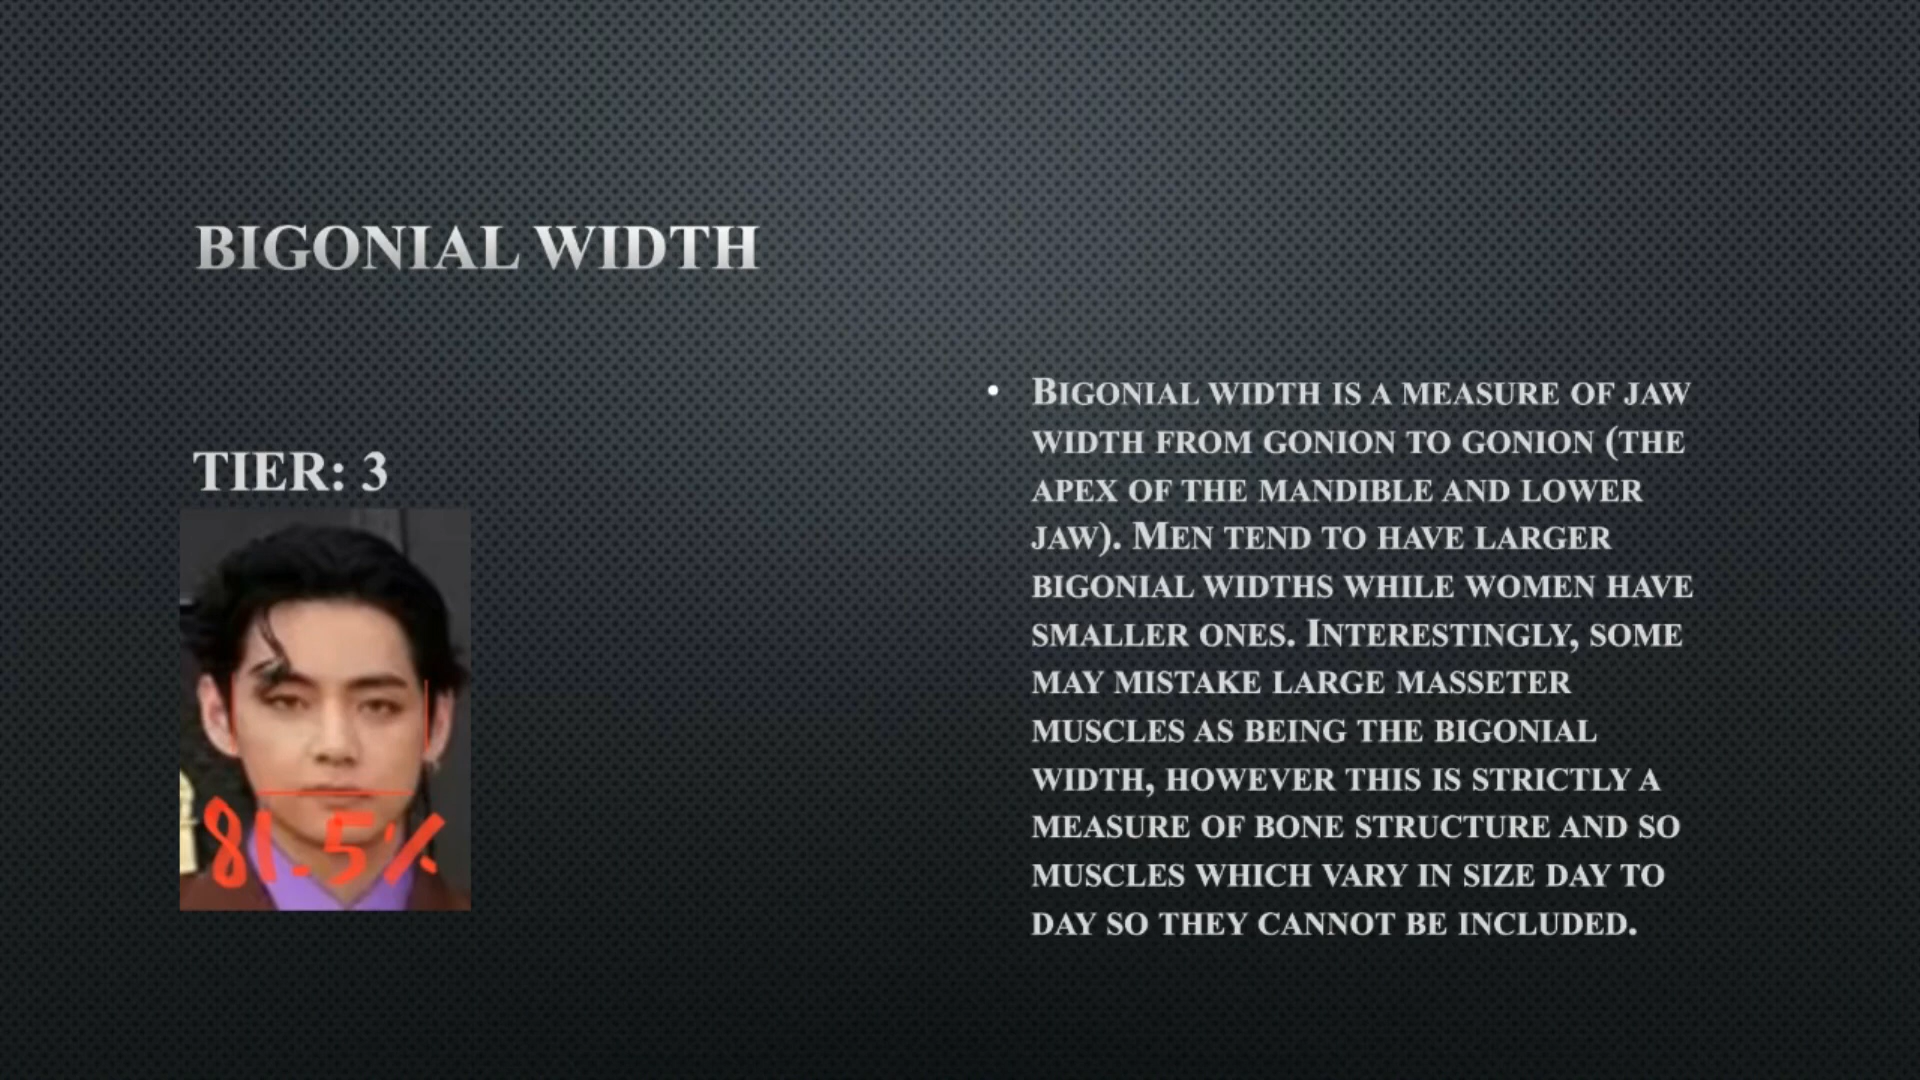 BIGONIAL WIDTH
TIER: 3
81.5%
• BIGONIAL WIDTH IS A MEASURE OF JAW
WIDTH FROM GONION TO GONION (THE
APEX OF THE MANDIBLE AND LOWER
JAW). MEN TEND TO HAVE LARGER
BIGONIAL WIDTHS WHILE WOMEN HAVE
SMALLER ONES. INTERESTINGLY, SOME
MAY MISTAKE LARGE MASSETER
MUSCLES AS BEING THE BIGONIAL
WIDTH, HOWEVER THIS IS STRICTLY A
MEASURE OF BONE STRUCTURE AND SO
MUSCLES WHICH VARY IN SIZE DAY TO
DAY SO THEY CANNOT BE INCLUDED.